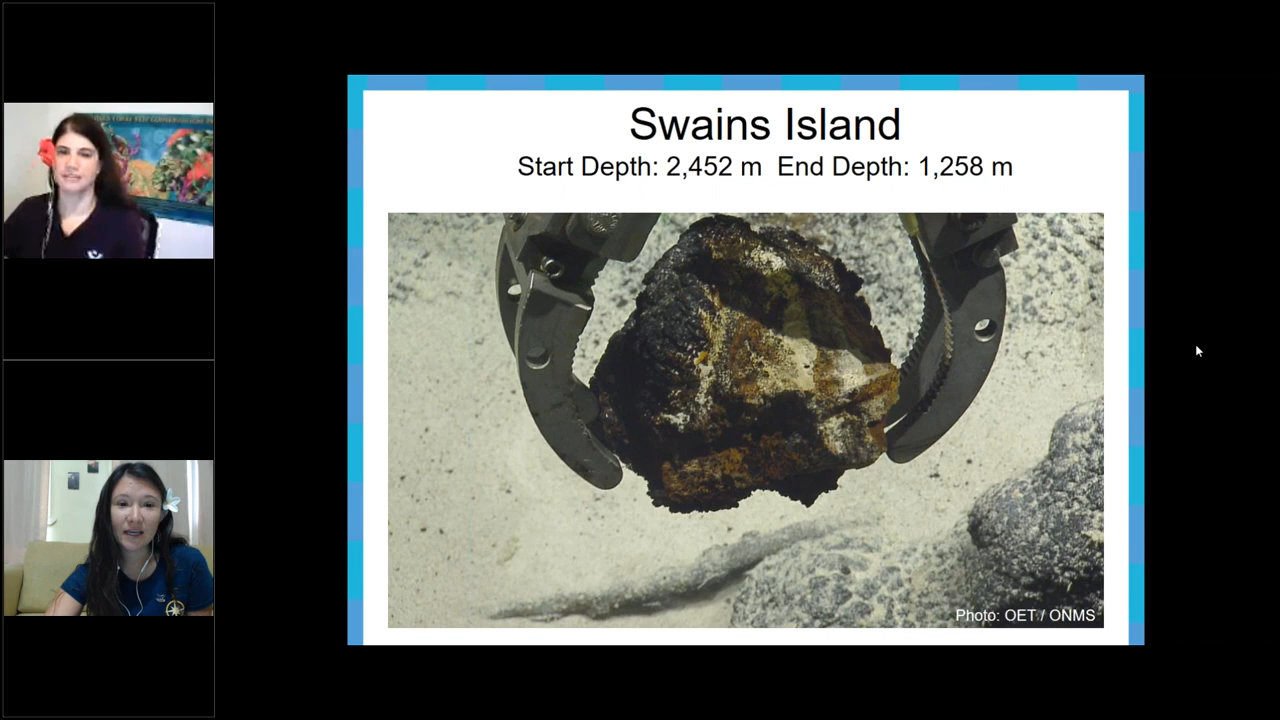 Swains Island
Start Depth: 2,452 m  End Depth: 1,258 m
Photo: OET / ONMS